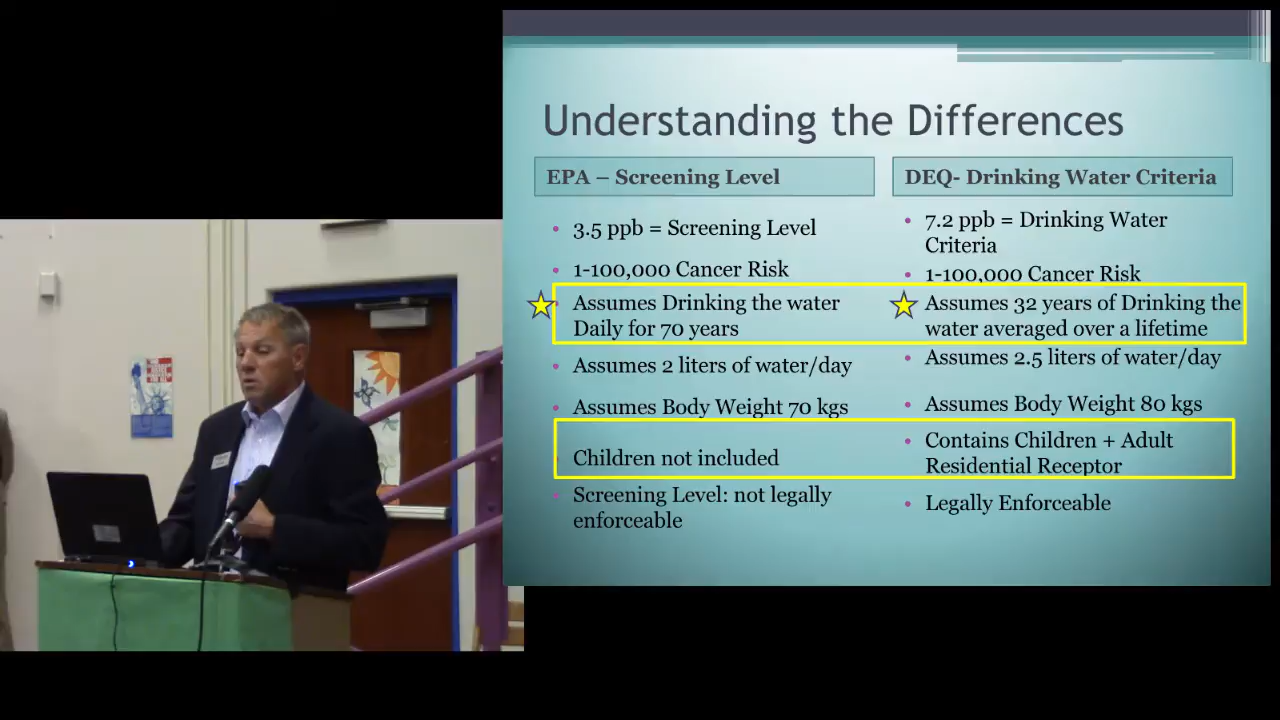 Understanding the Differences
EPA – Screening Level
• 3.5 ppb = Screening Level
• 1-100,000 Cancer Risk
• Assumes Drinking the water
Daily for 70 years
• Assumes 2 liters of water/day
• Assumes Body Weight 70 kgs
Children not included
• Screening Level: not legally
enforceable
DEQ- Drinking Water Criteria
• 7.2 ppb = Drinking Water
Criteria
• 1-100,000 Cancer Risk
Assumes 32 years of Drinking the
water averaged over a lifetime
• Assumes 2.5 liters of water/day
• Assumes Body Weight 80 kgs
• Contains Children + Adult
Residential Receptor
• Legally Enforceable